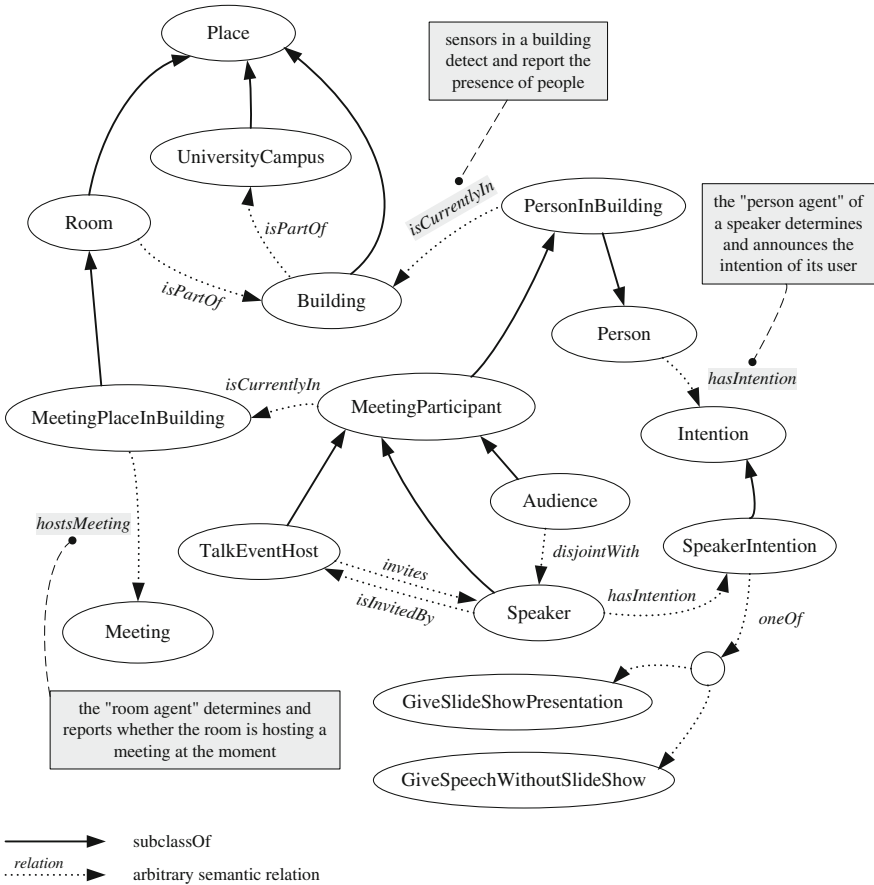 Place
sensors in a building
detect and report the
presence of people
UniversityCampus
isCurrentlyIn
PersonInBuilding
the "person agent" of
a speaker determines
and announces the
intention of its user
Room
isPartOf
isPartOf
Building
Person
isCurrentlyIn
hasIntention
MeetingPlaceInBuilding
MeetingParticipant
Intention
Audience
hostsMeeting
TalkEventHost
invites
disjointWith
SpeakerIntention
isInvitedBy
Speaker
hasIntention
Meeting
oneOf
GiveSlideShowPresentation
the "room agent" determines and
reports whether the room is hosting a
meeting at the moment
GiveSpeechWithoutSlideShow
subclassOf
relation
arbitrary semantic relation